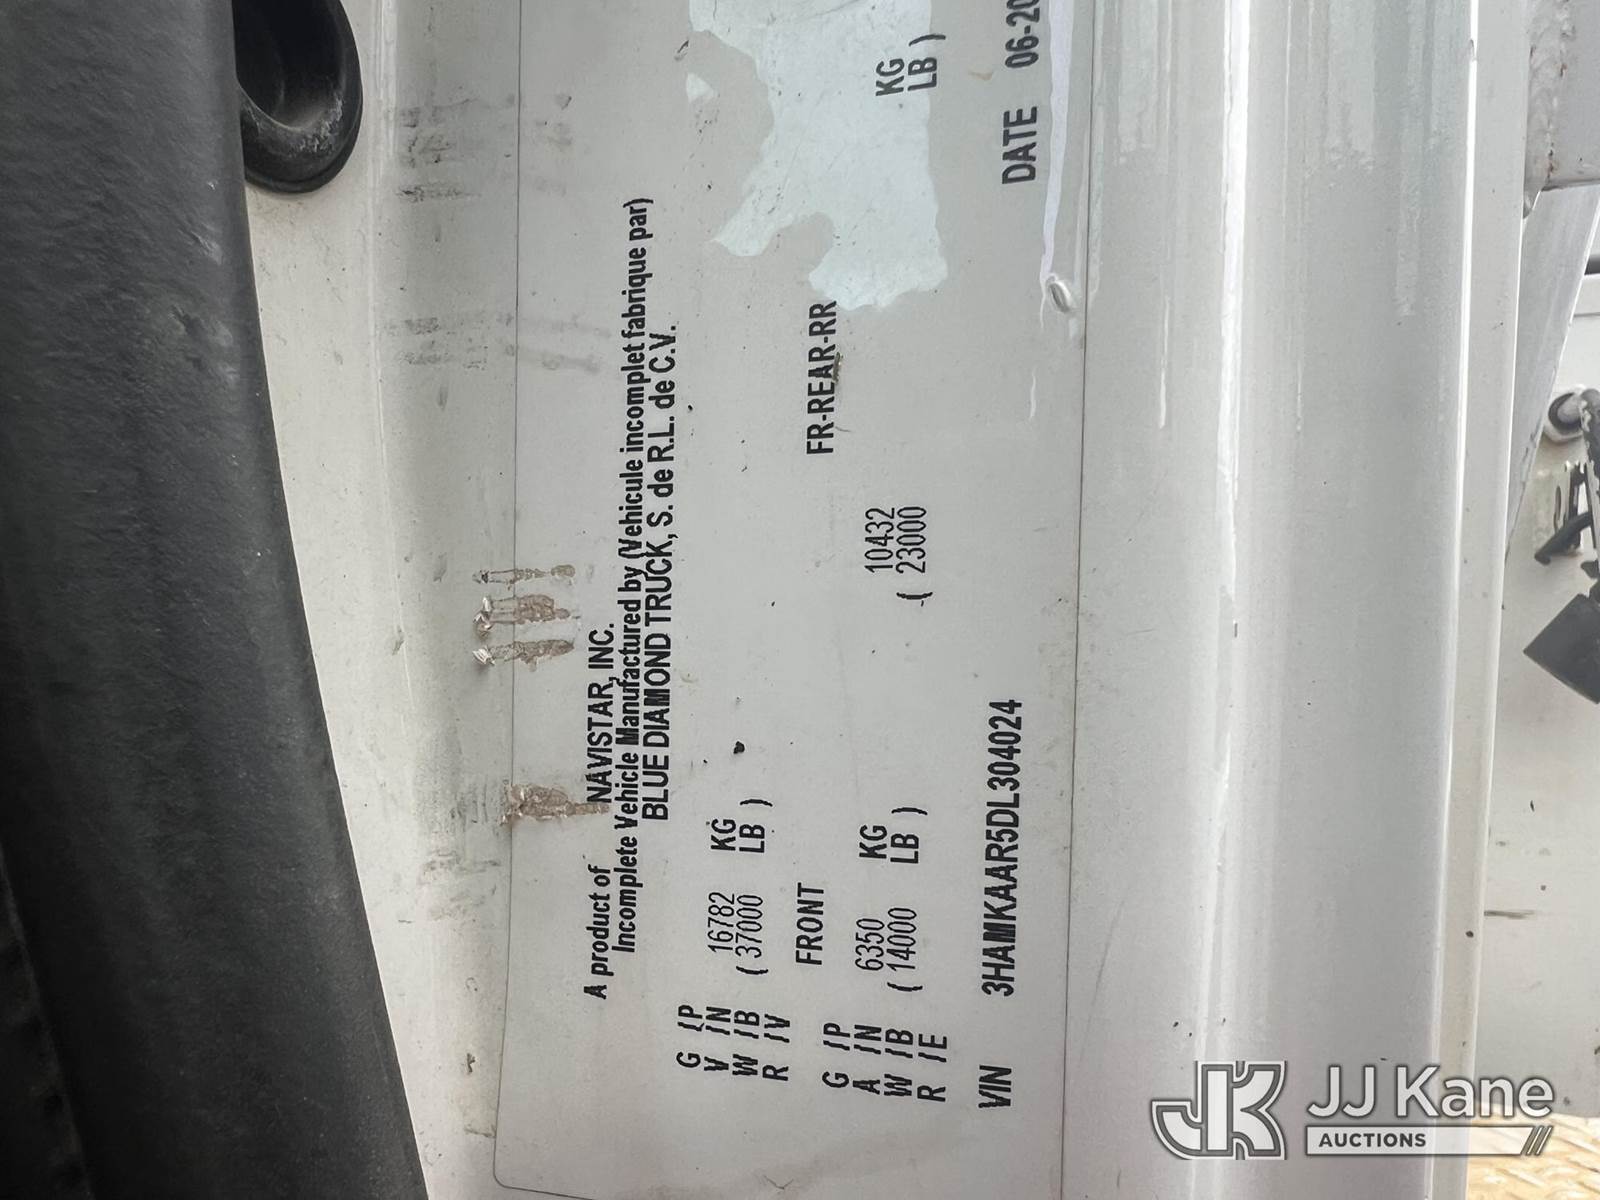 A product of NAVISTAR, INC.
Incomplete Vehicle Manufactured by (Vehicule incomplet fabrique par)
BLUE DIAMOND TRUCK, S. de R.L. de C.V.
G /P
V /N 16782 KG
W /B ( 37000 LB )
R /V
FRONT FR-REAR-RR
G /P
A /N 6350 KG 10432 KG
W /B ( 14000 LB ) ( 23000 LB )
R /E
VIN 3HAMKAAR5DL304024 DATE 06-20
JJ Kane
AUCTIONS